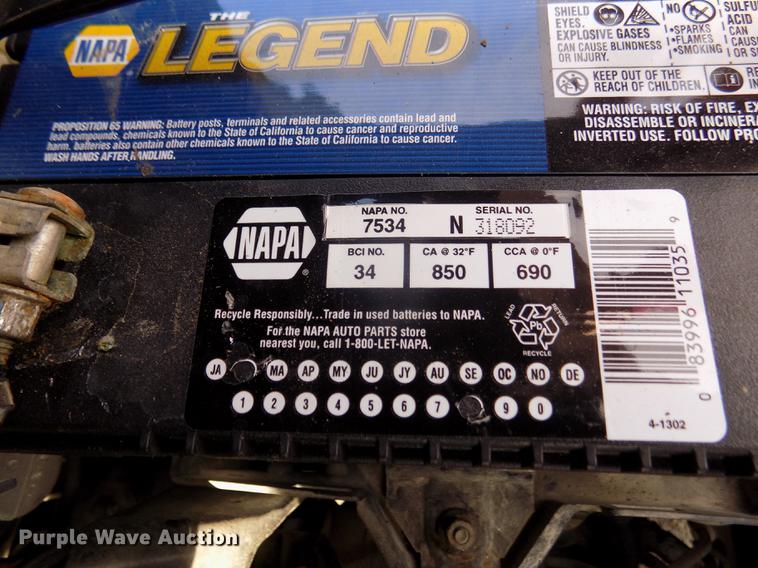 NAPA
THE
LEGEND
PROPOSITION 65 WARNING: Battery posts, terminals and related accessories contain lead and
lead compounds, chemicals known to the State of California to cause cancer and reproductive
harm. batteries also contain other chemicals known to the State of California to cause cancer.
WASH HANDS AFTER HANDLING.
SHIELD
EYES.
EXPLOSIVE GASES
CAN CAUSE BLINDNESS
OR INJURY.
NO
•SPARKS
•FLAMES
•SMOKING
SULFU
ACID
CAN
CAUSE
OR SE
KEEP OUT OF THE
REACH OF CHILDREN.
WARNING: RISK OF FIRE, EX
DISASSEMBLE OR INCINERA
INVERTED USE. FOLLOW PRO
NAPA
®
NAPA NO.
7534
N
SERIAL NO.
318092
BCI NO.
34
CA @ 32°F
850
CCA @ 0°F
690
Recycle Responsibly...Trade in used batteries to NAPA.
For the NAPA AUTO PARTS store
nearest you, call 1-800-LET-NAPA.
LEAD
RETURN
Pb
RECYCLE
JA MA AP MY JU JY AU SE OC NO DE
1 2 3 4 5 6 7 9 0
0 83996 11035 9
4-1302
Purple Wave Auction